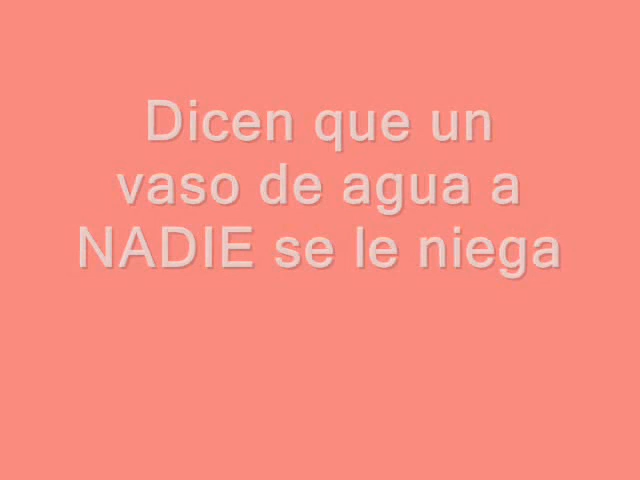 Dicen que un
vaso de agua a
NADIE se le niega